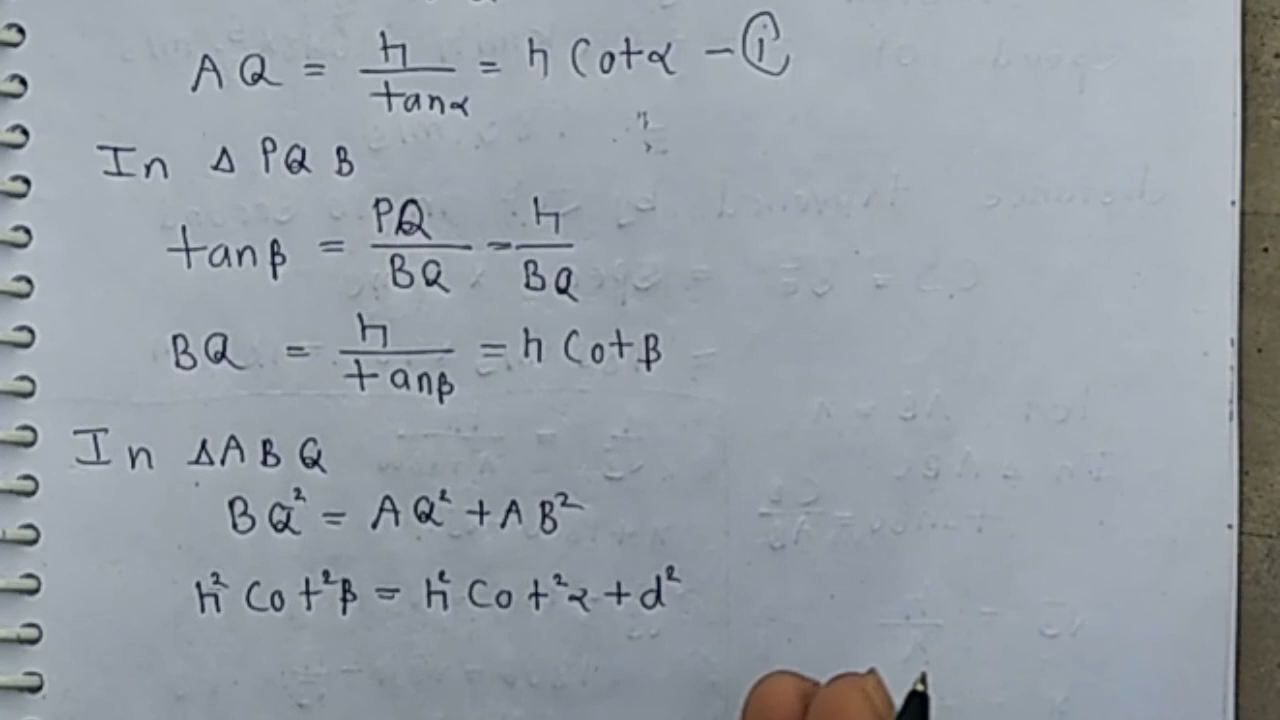 AQ = h/tanα = h Cotα - (i)
In Δ PQB
tanβ = PQ/BQ = h/BQ
BQ = h/tanβ = h Cotβ
In ΔABQ
BQ² = AQ² + AB²
h² Cot²β = h² Cot²α + d²